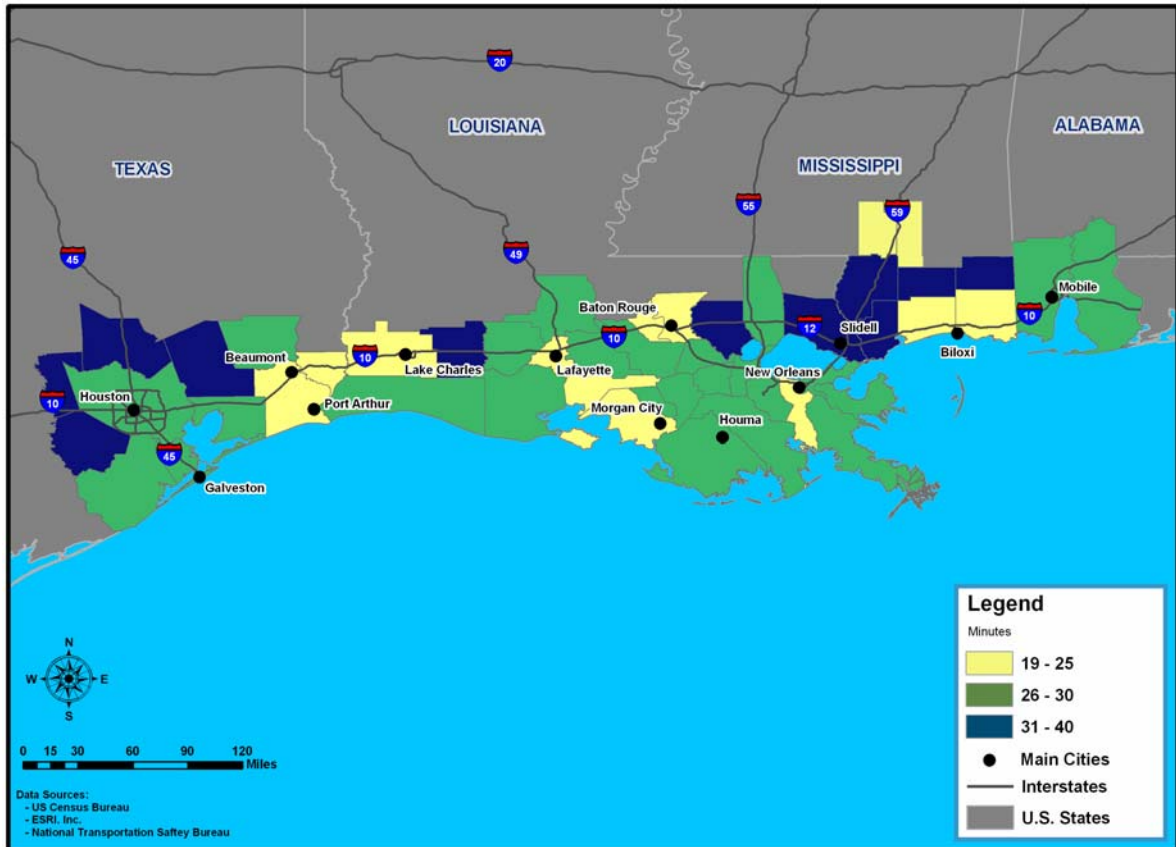 20
LOUISIANA
ALABAMA
TEXAS
MISSISSIPPI
55
59
45
49
Mobile
Baton Rouge
10
12
10
Slidell
Beaumont
10
Biloxi
Lake Charles
Lafayette
New Orleans
10
Houston
Port Arthur
Morgan City
Houma
45
Galveston
Legend
Minutes
19 - 25
26 - 30
31 - 40
Main Cities
Interstates
U.S. States
N
W E
S
0 15 30 60 90 120
Miles
Data Sources:
- US Census Bureau
- ESRI. Inc.
- National Transportation Saftey Bureau